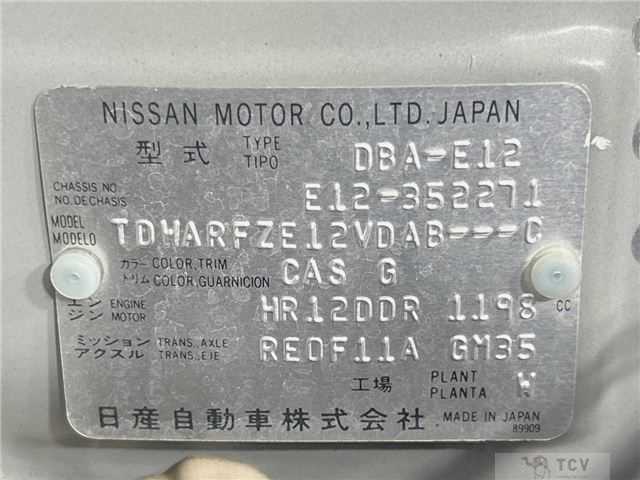 NISSAN MOTOR CO.,LTD. JAPAN
型式 TYPE TIPO DBA-E12
CHASSIS NO. NO. DE CHASIS E12-352271
MODEL MODELO TDWARFZE12VDAB---G
カラー COLOR, TRIM トリム COLOR, GUARNICION CAS G
エンジン ENGINE MOTOR HR12DDR 1198 CC
ミッション TRANS. AXLE アクスル TRANS., EJE RE0F11A GM35
工場 PLANT PLANTA W
日産自動車株式会社 MADE IN JAPAN
89909
TCV